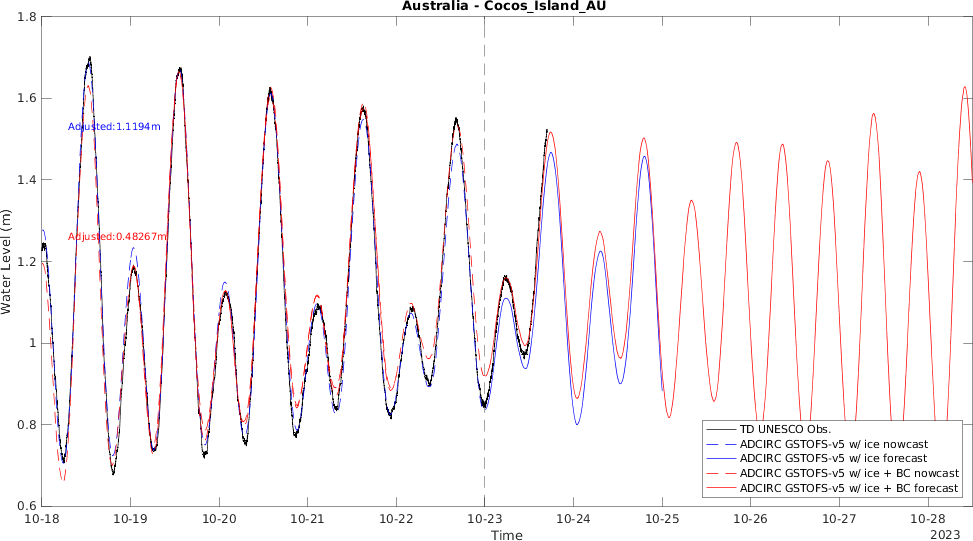 Australia - Cocos_Island_AU
1.8
1.6
1.4
1.2
1
0.8
0.6
Water Level (m)
Adjusted:1.1194m
Adjusted:0.48267m
TD UNESCO Obs.
ADCIRC GSTOFS-v5 w/ ice nowcast
ADCIRC GSTOFS-v5 w/ ice forecast
ADCIRC GSTOFS-v5 w/ ice + BC nowcast
ADCIRC GSTOFS-v5 w/ ice + BC forecast
10-18 10-19 10-20 10-21 10-22 10-23 10-24 10-25 10-26 10-27 10-28
Time
2023